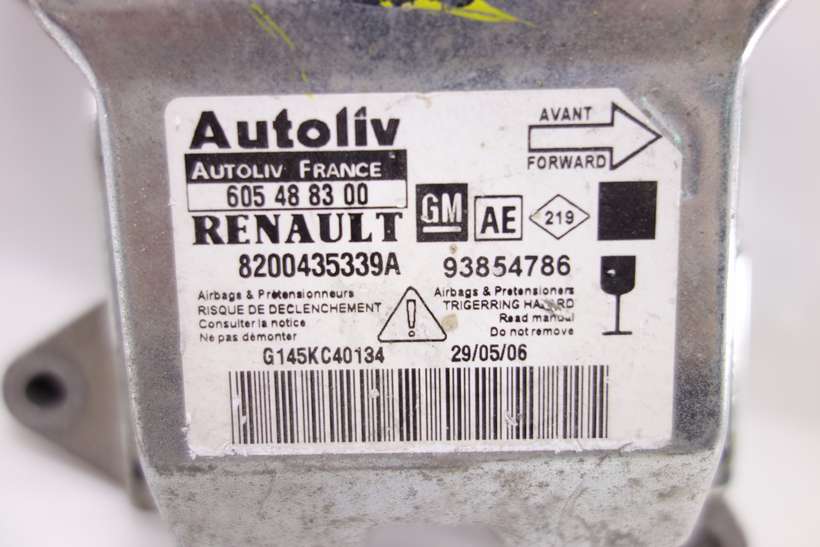 Autoliv
AUTOLIV FRANCE
605 48 83 00
RENAULT
GM
AE
219
AVANT
FORWARD
8200435339A
93854786
Airbags & Prétensionneurs
RISQUE DE DECLENCHEMENT
Consulter la notice
Ne pas démonter
!
Airbags & Pretensioners
TRIGERRING HAZARD
Read manual
Do not remove
G145KC40134
29/05/06